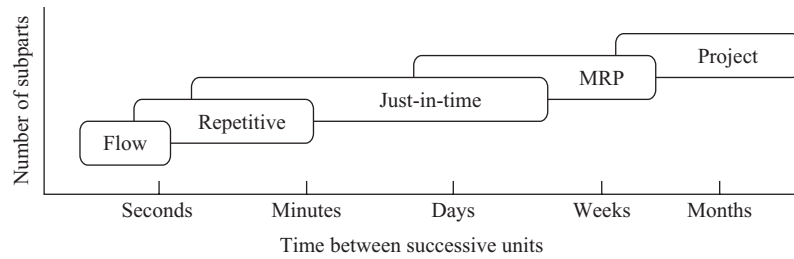 Number of subparts
Project
MRP
Just-in-time
Repetitive
Flow
Seconds Minutes Days Weeks Months
Time between successive units